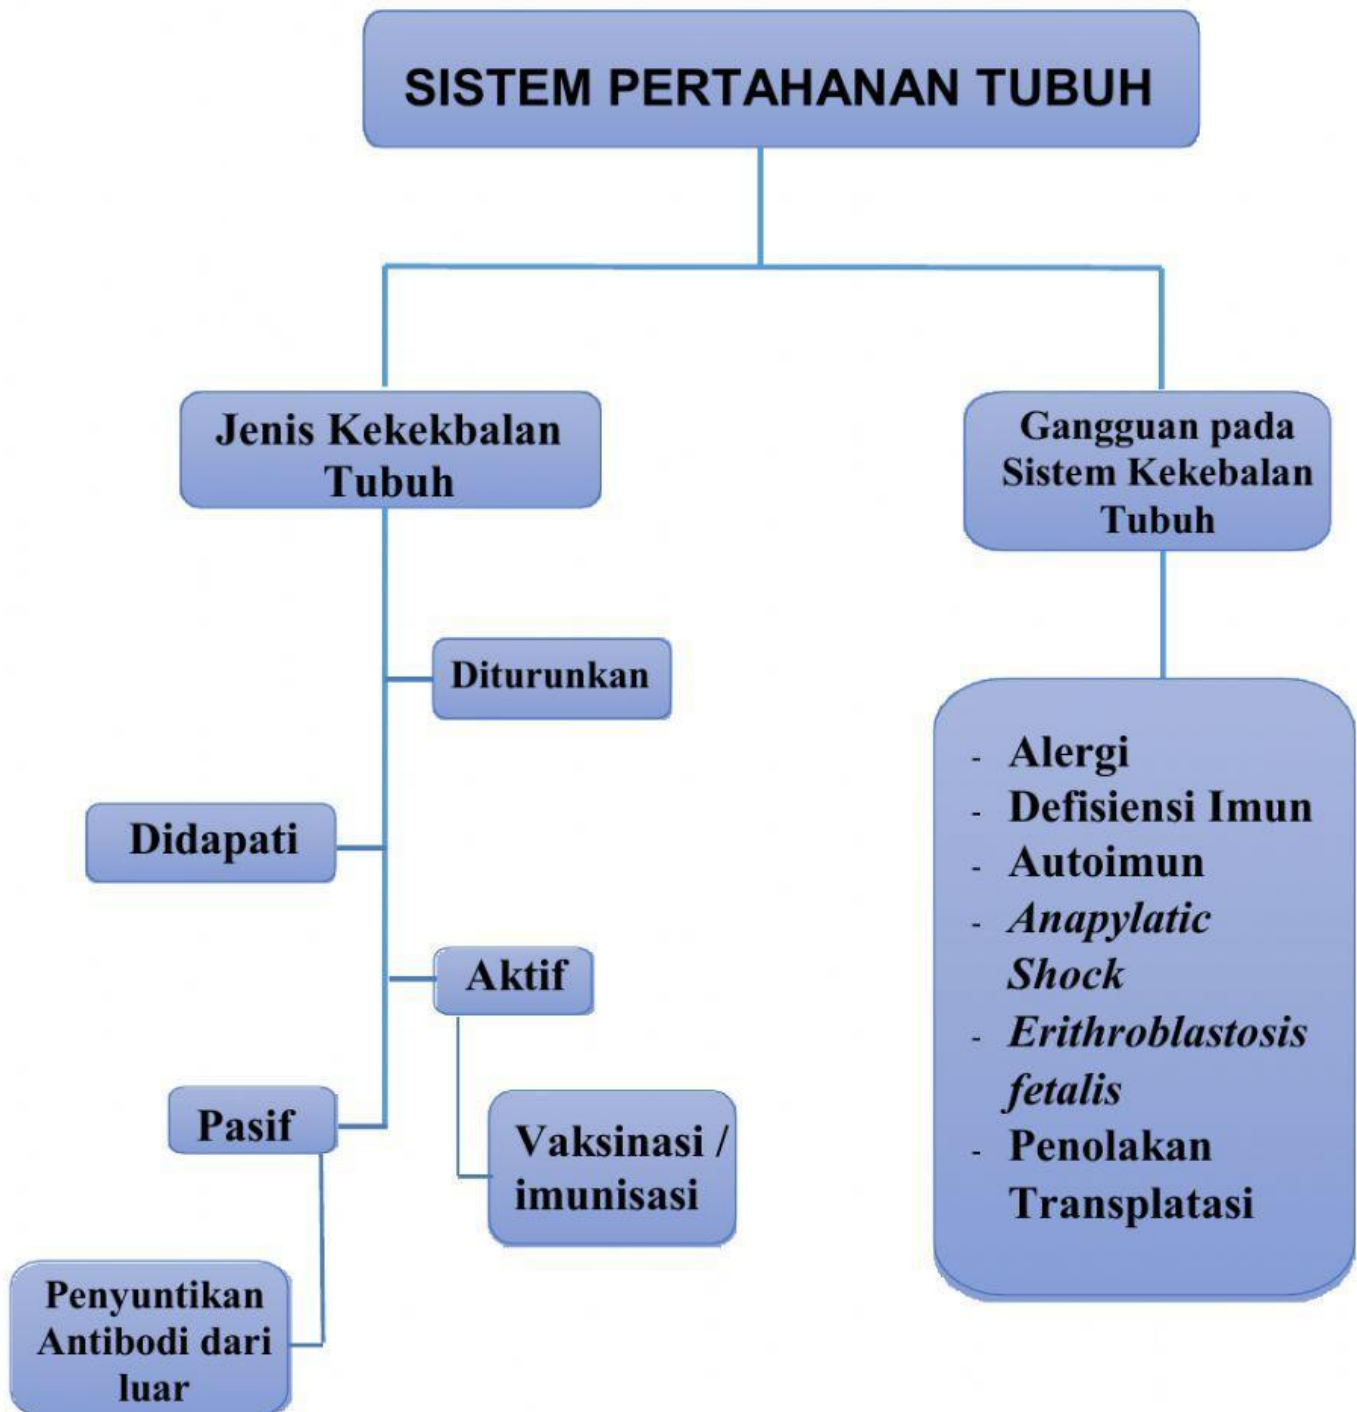 SISTEM PERTAHANAN TUBUH
Jenis Kekekbalan
Tubuh
Gangguan pada
Sistem Kekebalan
Tubuh
Diturunkan
Didapati
Aktif
Pasif
Vaksinasi /
imunisasi
Penyuntikan
Antibodi dari
luar
- Alergi
- Defisiensi Imun
- Autoimun
- Anapylatic
Shock
- Erithroblastosis
fetalis
- Penolakan
Transplatasi